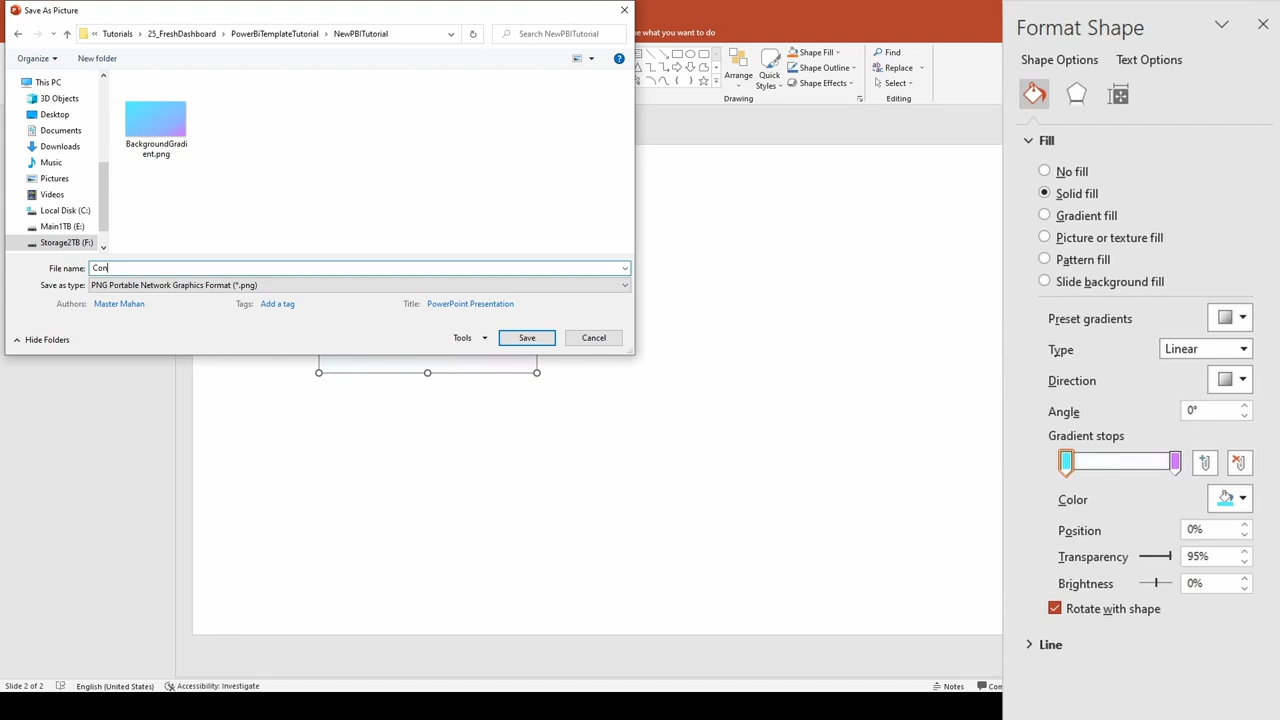 Save As Picture
« Tutorials › 25_FreshDashboard › PowerBiTemplateTutorial › NewPBITutorial
Search NewPBITutorial
Organize
New folder
This PC
3D Objects
Desktop
Documents
Downloads
Music
Pictures
Videos
Local Disk (C:)
Main1TB (E:)
Storage2TB (F:)
BackgroundGradi
ent.png
File name: Con
Save as type: PNG Portable Network Graphics Format (*.png)
Authors: Master Mahan Tags: Add a tag Title: PowerPoint Presentation
Hide Folders
Tools
Save
Cancel
me what you want to do
Arrange
Quick
Styles
Shape Fill
Shape Outline
Shape Effects
Drawing
Find
Replace
Select
Editing
Format Shape
Shape Options Text Options
Fill
No fill
Solid fill
Gradient fill
Picture or texture fill
Pattern fill
Slide background fill
Preset gradients
Type Linear
Direction
Angle 0°
Gradient stops
Color
Position 0%
Transparency 95%
Brightness 0%
Rotate with shape
Line
Slide 2 of 2 English (United States) Accessibility: Investigate Notes Com